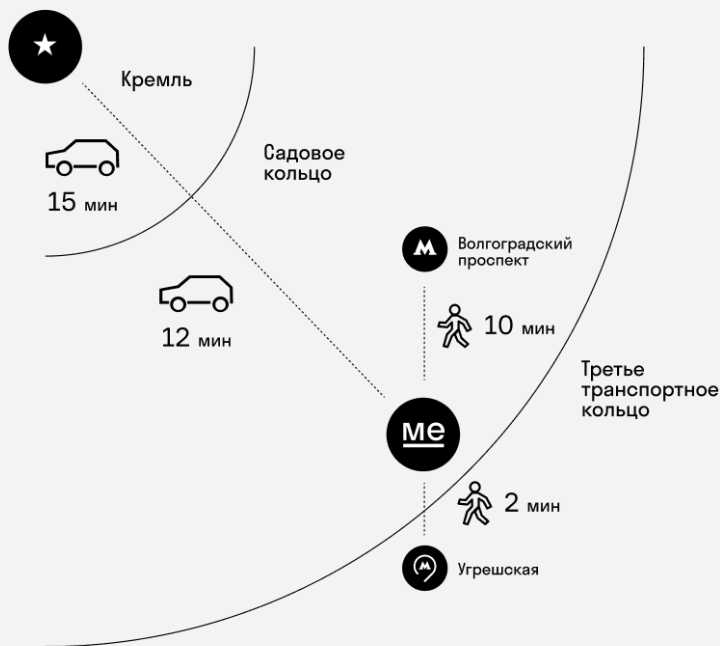 Кремль
Садовое
кольцо
15 мин
Волгоградский
проспект
12 мин
10 мин
Третье
транспортное
кольцо
ме
2 мин
Угрешская